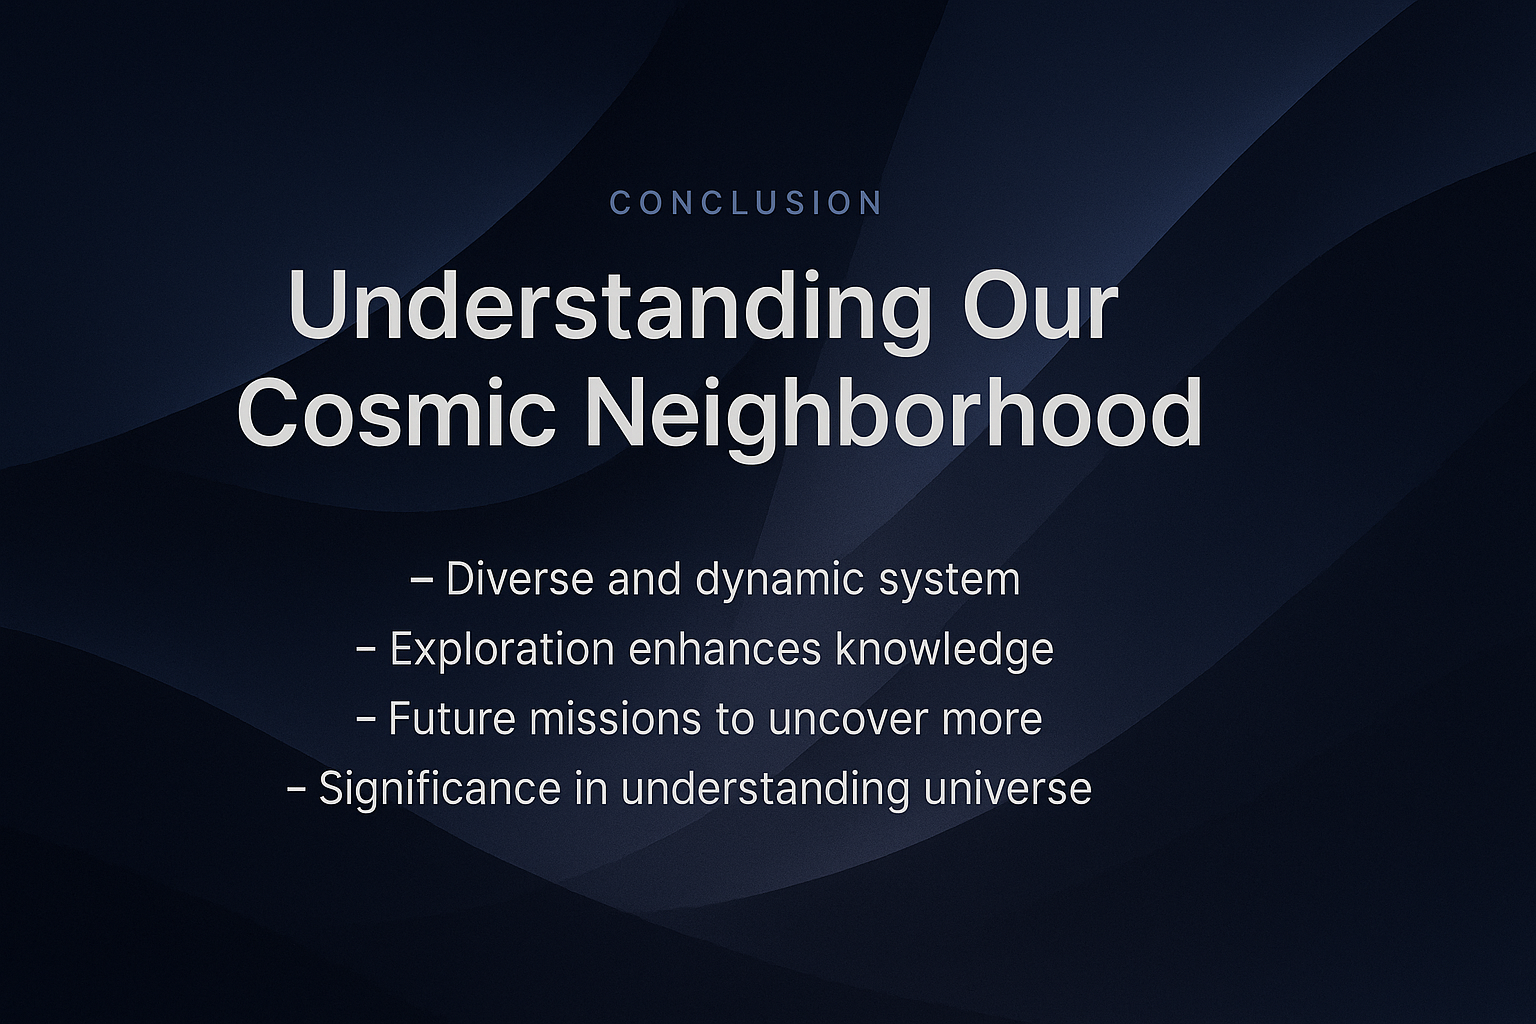 CONCLUSION
Understanding Our
Cosmic Neighborhood
– Diverse and dynamic system
– Exploration enhances knowledge
– Future missions to uncover more
– Significance in understanding universe